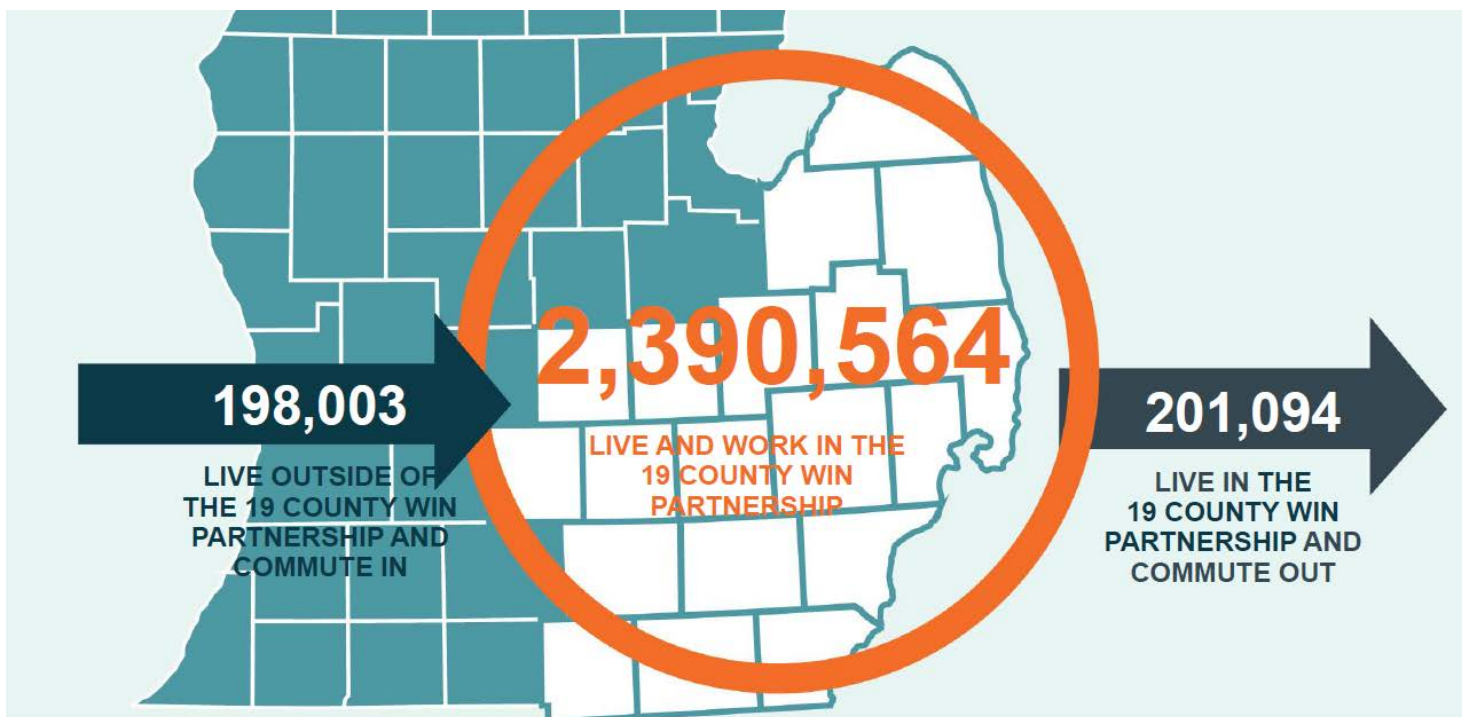 198,003
LIVE OUTSIDE OF
THE 19 COUNTY WIN
PARTNERSHIP AND
COMMUTE IN
2,390,564
LIVE AND WORK IN THE
19 COUNTY WIN
PARTNERSHIP
201,094
LIVE IN THE
19 COUNTY WIN
PARTNERSHIP AND
COMMUTE OUT